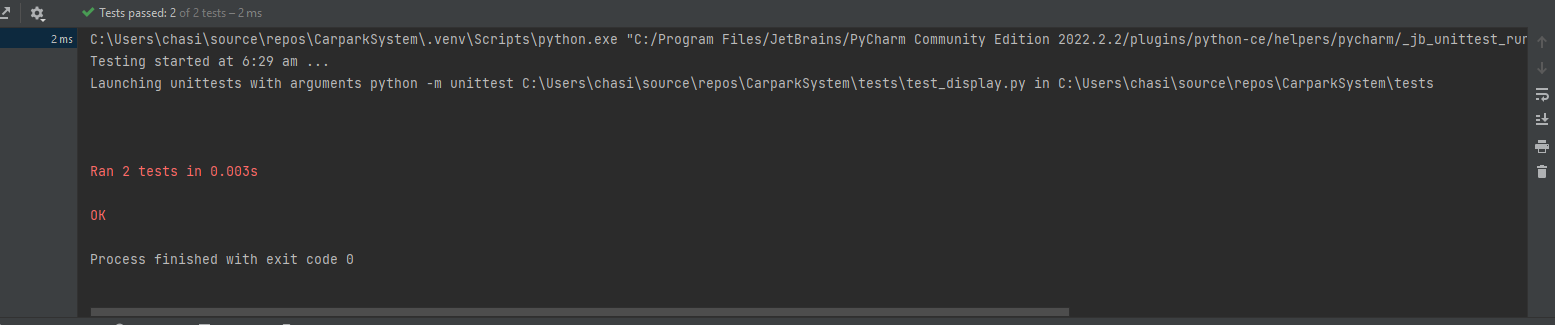 Tests passed: 2 of 2 tests – 2 ms
2 ms
C:\Users\chasi\source\repos\CarparkSystem\.venv\Scripts\python.exe "C:/Program Files/JetBrains/PyCharm Community Edition 2022.2.2/plugins/python-ce/helpers/pycharm/_jb_unittest_run
Testing started at 6:29 am ...
Launching unittests with arguments python -m unittest C:\Users\chasi\source\repos\CarparkSystem\tests\test_display.py in C:\Users\chasi\source\repos\CarparkSystem\tests
Ran 2 tests in 0.003s
OK
Process finished with exit code 0